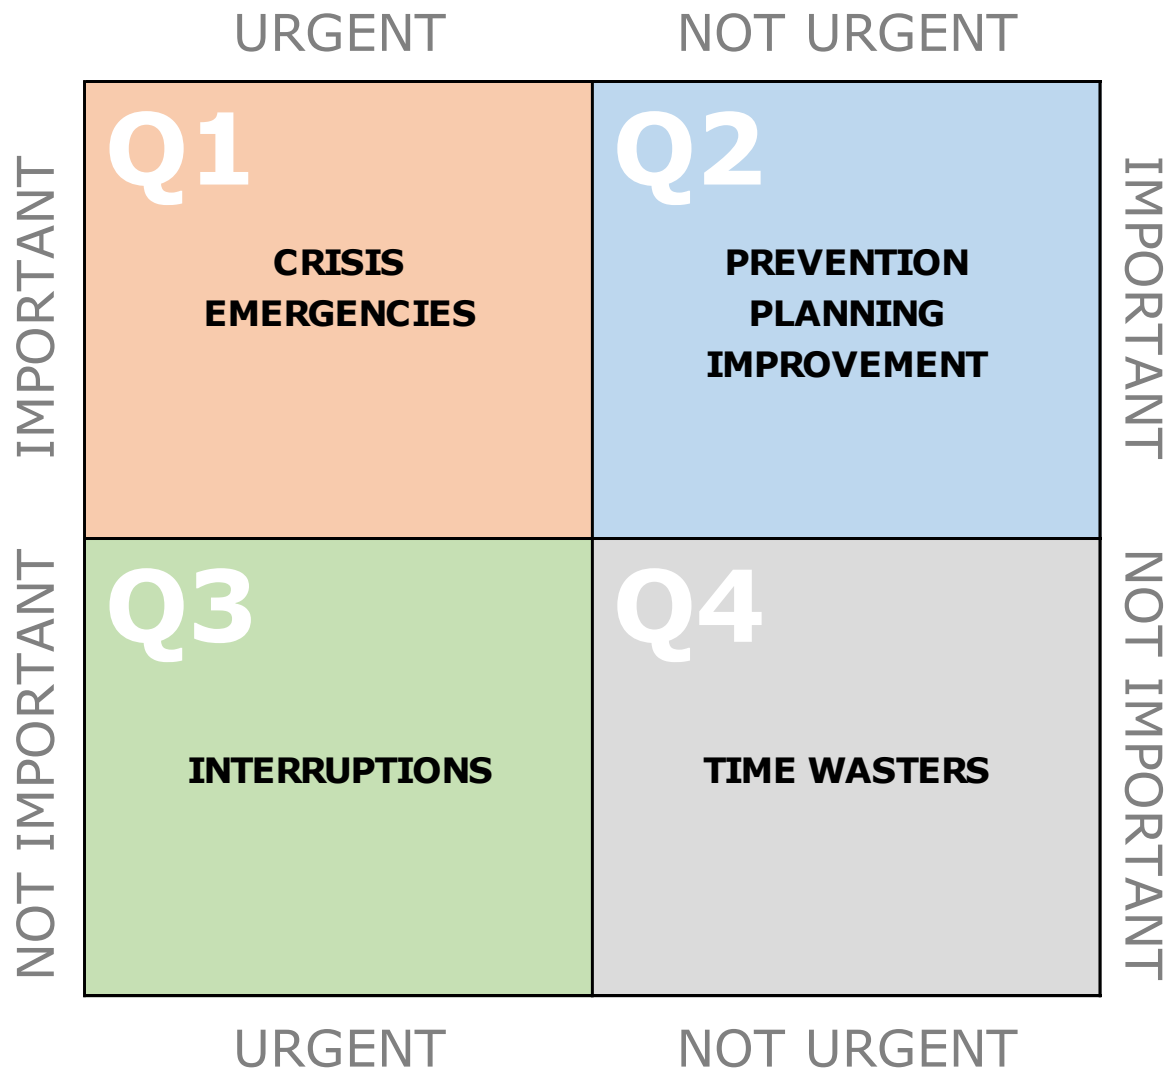 URGENT
NOT URGENT
IMPORTANT
Q1
CRISIS
EMERGENCIES
Q2
PREVENTION
PLANNING
IMPROVEMENT
IMPORTANT
NOT IMPORTANT
Q3
INTERRUPTIONS
Q4
TIME WASTERS
NOT IMPORTANT
URGENT
NOT URGENT